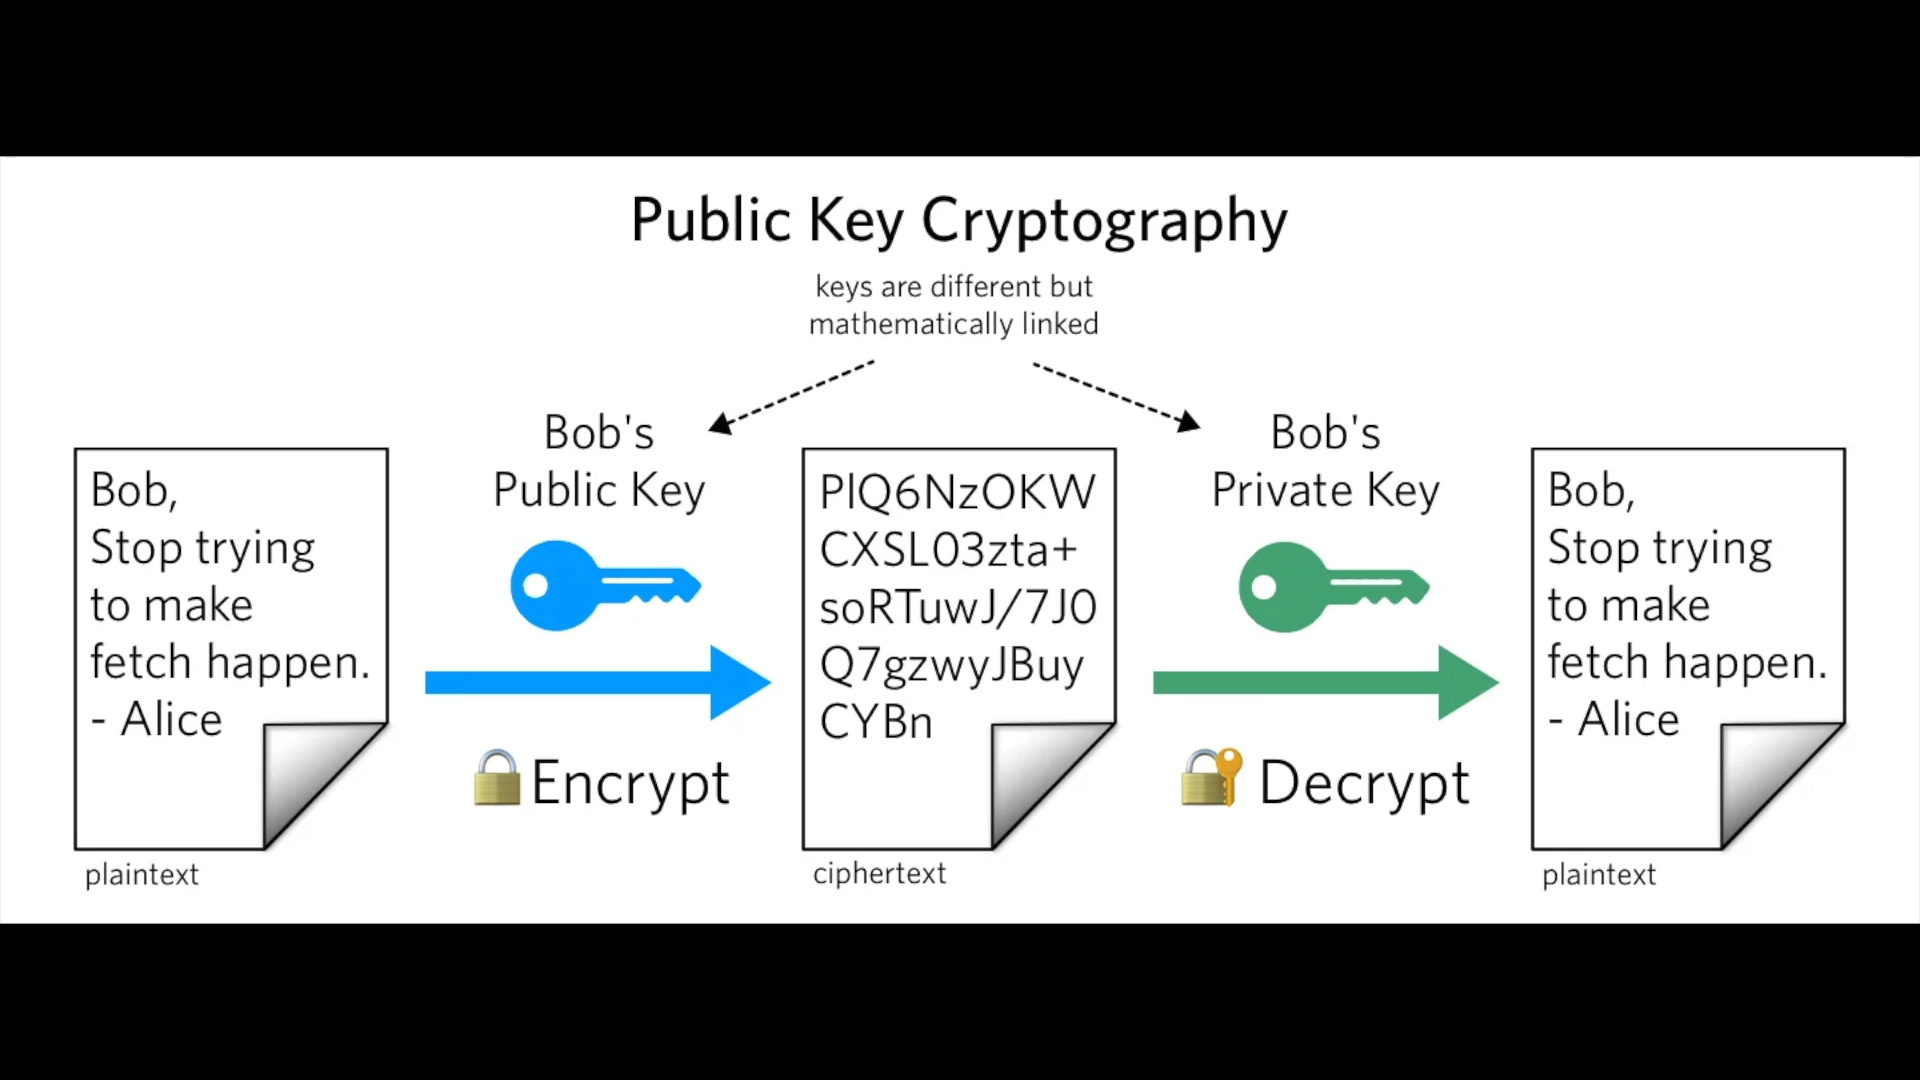 Public Key Cryptography
keys are different but
mathematically linked
Bob,
Stop trying
to make
fetch happen.
- Alice
plaintext
Bob's
Public Key
Encrypt
PlQ6NzOKW
CXSL03zta+
soRTuwJ/7J0
Q7gzwyJBuy
CYBn
ciphertext
Bob's
Private Key
Decrypt
Bob,
Stop trying
to make
fetch happen.
- Alice
plaintext